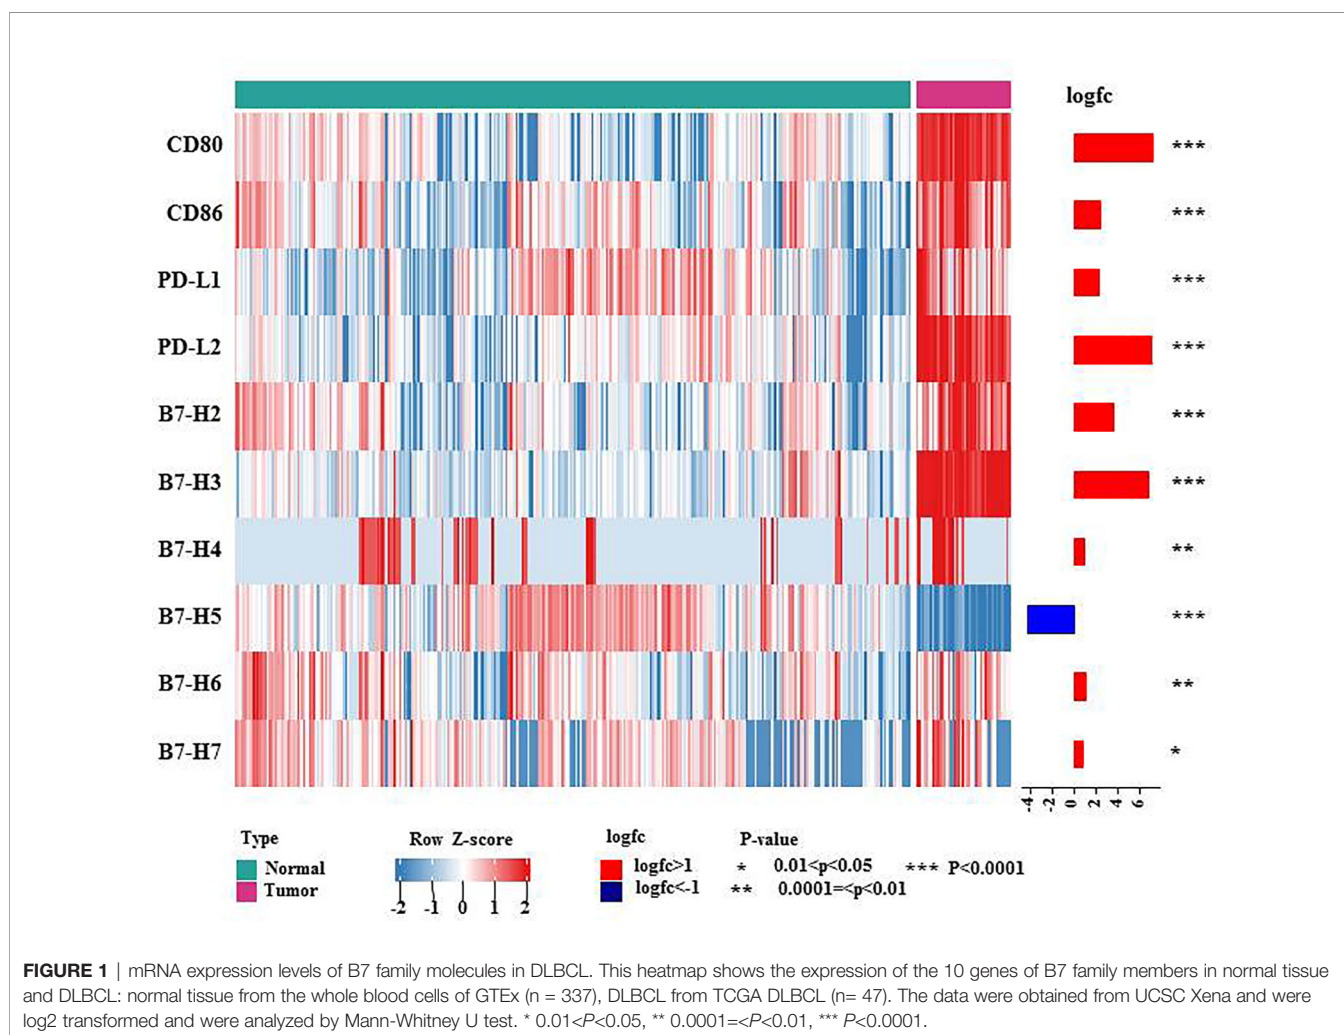 logfc
CD80 ***
CD86 ***
PD-L1 ***
PD-L2 ***
B7-H2 ***
B7-H3 ***
B7-H4 **
B7-H5 ***
B7-H6 **
B7-H7 *
-4 -2 0 2 4 6
Type Row Z-score logfc P-value
Normal logfc>1 * 0.01<p<0.05 *** P<0.0001
Tumor logfc<-1 ** 0.0001=<p<0.01
-2 -1 0 1 2
FIGURE 1 | mRNA expression levels of B7 family molecules in DLBCL. This heatmap shows the expression of the 10 genes of B7 family members in normal tissue
and DLBCL: normal tissue from the whole blood cells of GTEx (n = 337), DLBCL from TCGA DLBCL (n= 47). The data were obtained from UCSC Xena and were
log2 transformed and were analyzed by Mann-Whitney U test. * 0.01<P<0.05, ** 0.0001=<P<0.01, *** P<0.0001.